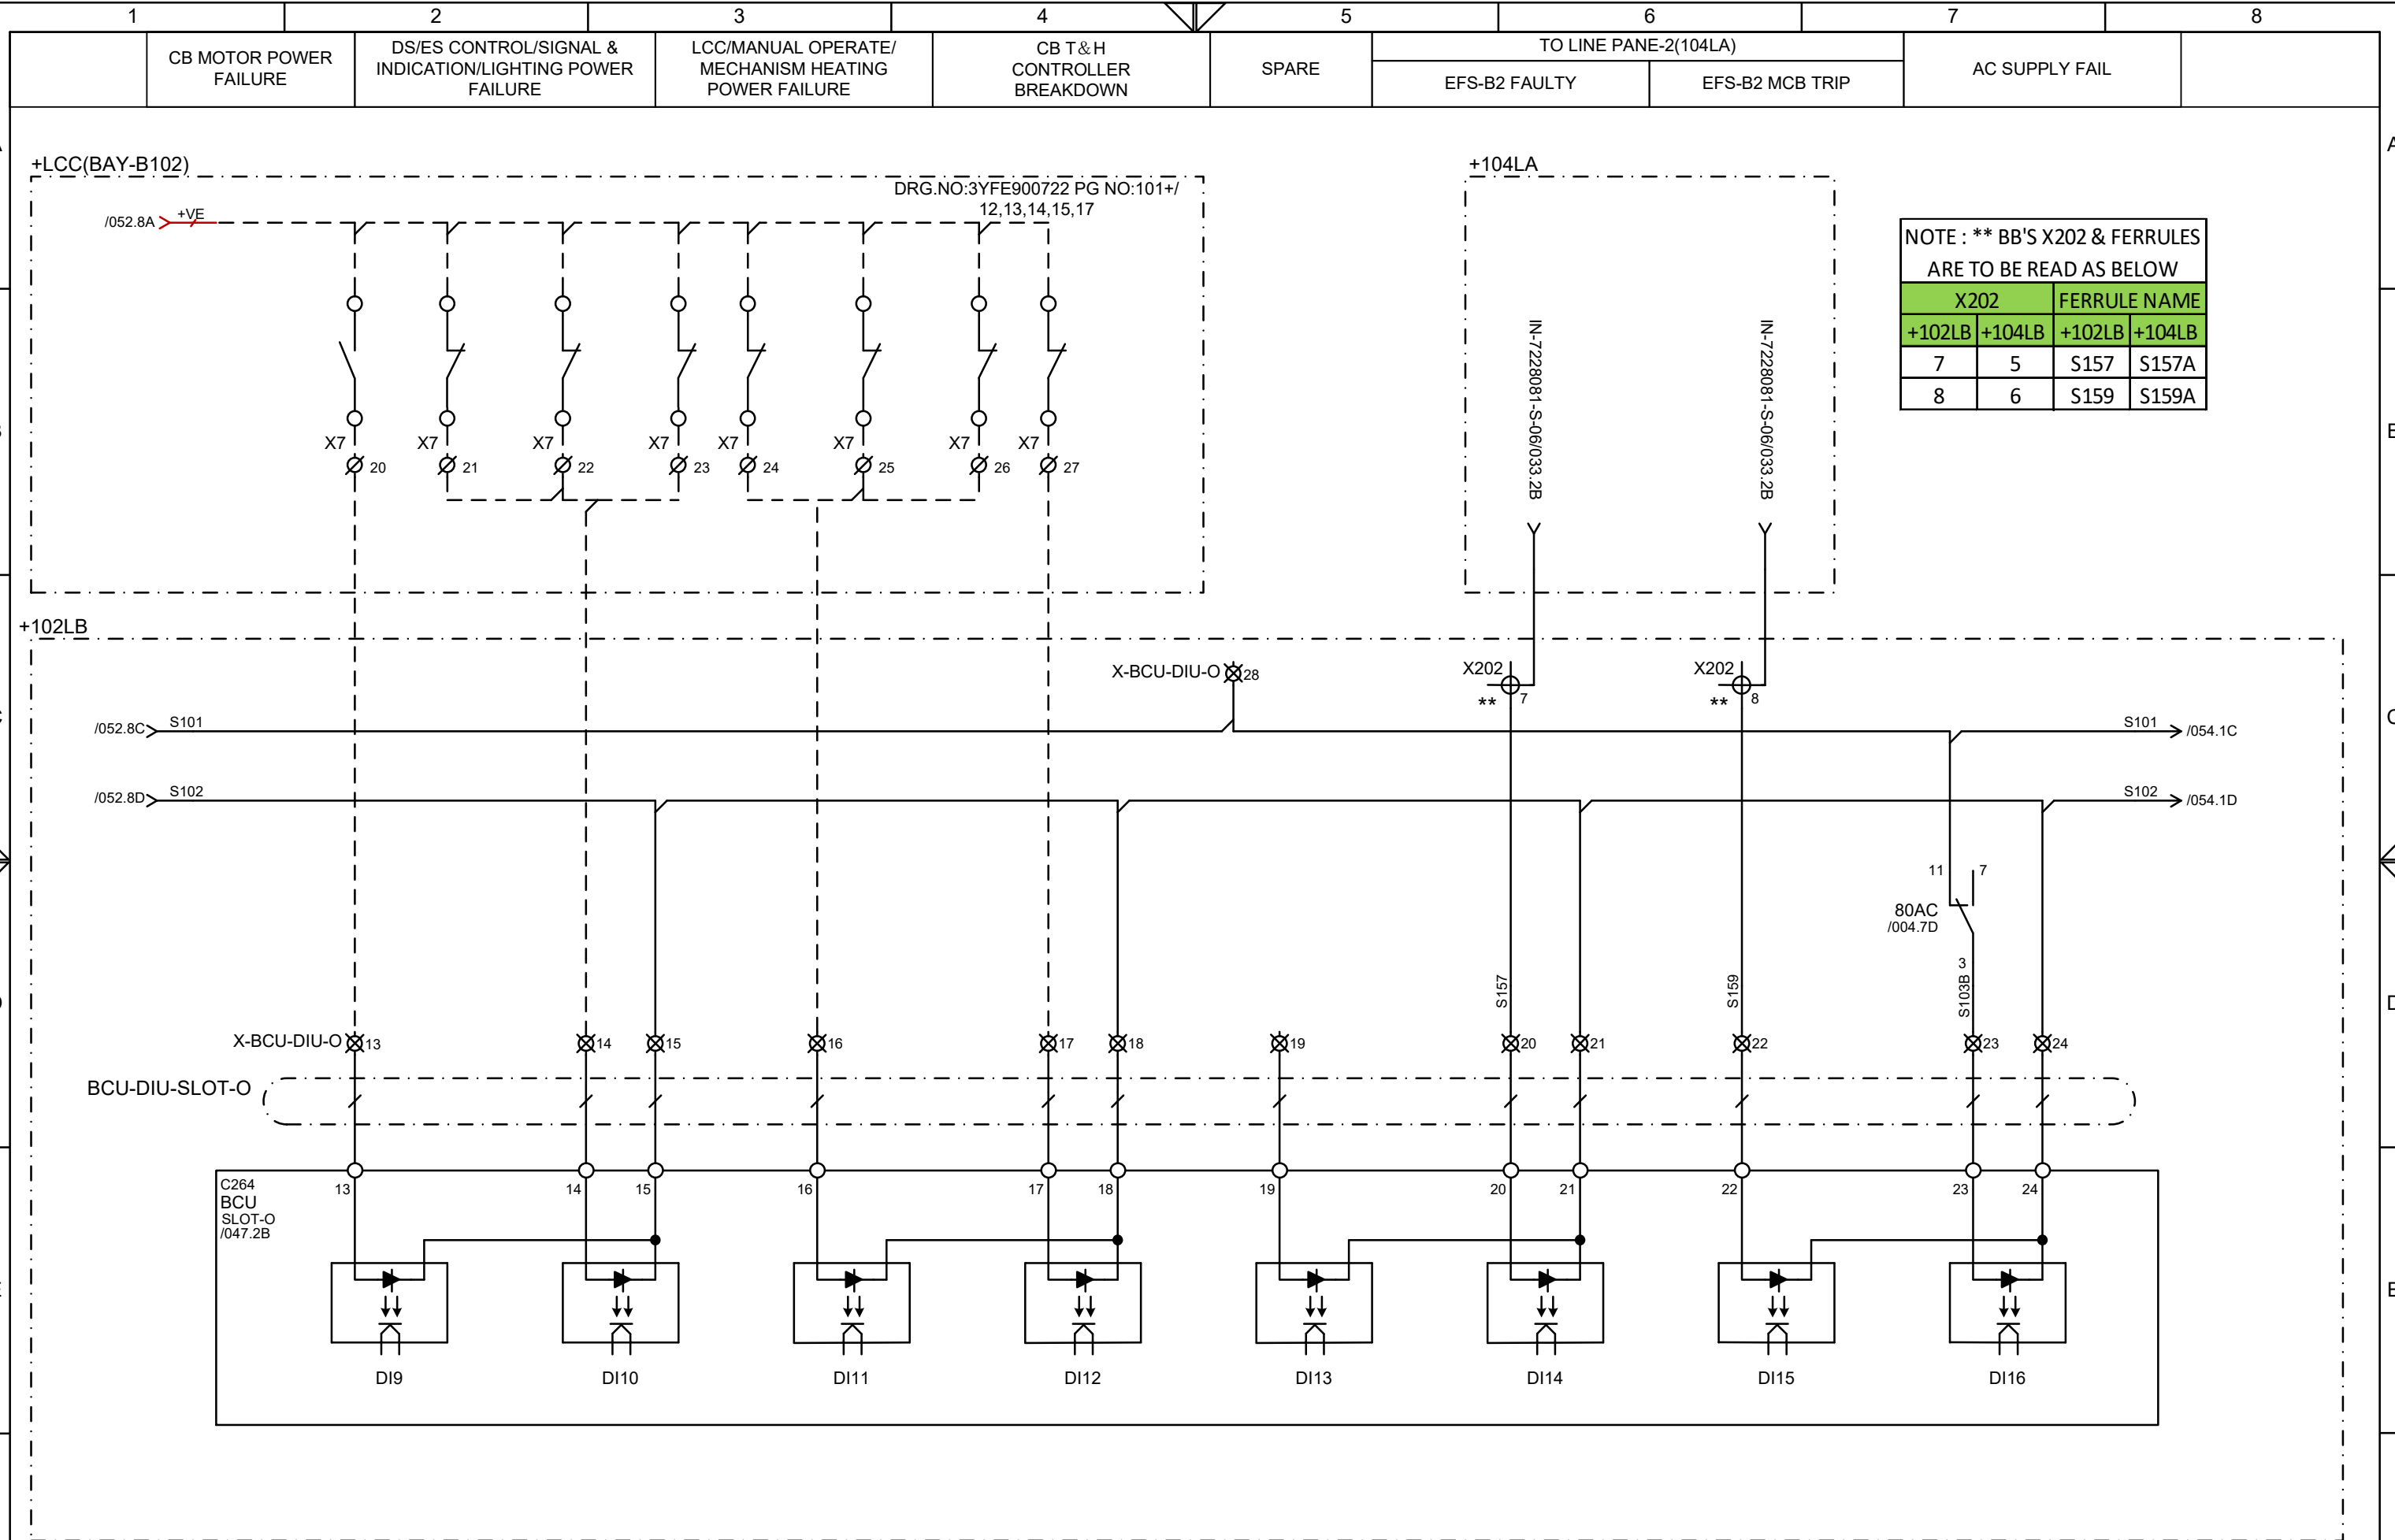 1 2 3 4 5 6 7 8
CB MOTOR POWER
FAILURE
DS/ES CONTROL/SIGNAL &
INDICATION/LIGHTING POWER
FAILURE
LCC/MANUAL OPERATE/
MECHANISM HEATING
POWER FAILURE
CB T&H
CONTROLLER
BREAKDOWN
SPARE
TO LINE PANE-2(104LA)
EFS-B2 FAULTY
EFS-B2 MCB TRIP
AC SUPPLY FAIL
+LCC(BAY-B102)
DRG.NO:3YFE900722 PG NO:101+/
12,13,14,15,17
/052.8A
+VE
X7 X7 X7 X7 X7 X7 X7 X7
20 21 22 23 24 25 26 27
+104LA
IN-7228081-S-06/033.2B
IN-7228081-S-06/033.2B
NOTE : ** BB'S X202 & FERRULES
ARE TO BE READ AS BELOW
X202 FERRULE NAME
+102LB +104LB +102LB +104LB
7 5 S157 S157A
8 6 S159 S159A
+102LB
X-BCU-DIU-O 28
X202 7
**
X202 8
**
/052.8C S101 S101 /054.1C
/052.8D S102 S102 /054.1D
11 7
80AC
/004.7D
3
S157
S159
S103B
X-BCU-DIU-O 13 14 15 16 17 18 19 20 21 22 23 24
BCU-DIU-SLOT-O
C264
BCU
SLOT-O
/047.2B
13 14 15 16 17 18 19 20 21 22 23 24
DI9 DI10 DI11 DI12 DI13 DI14 DI15 DI16